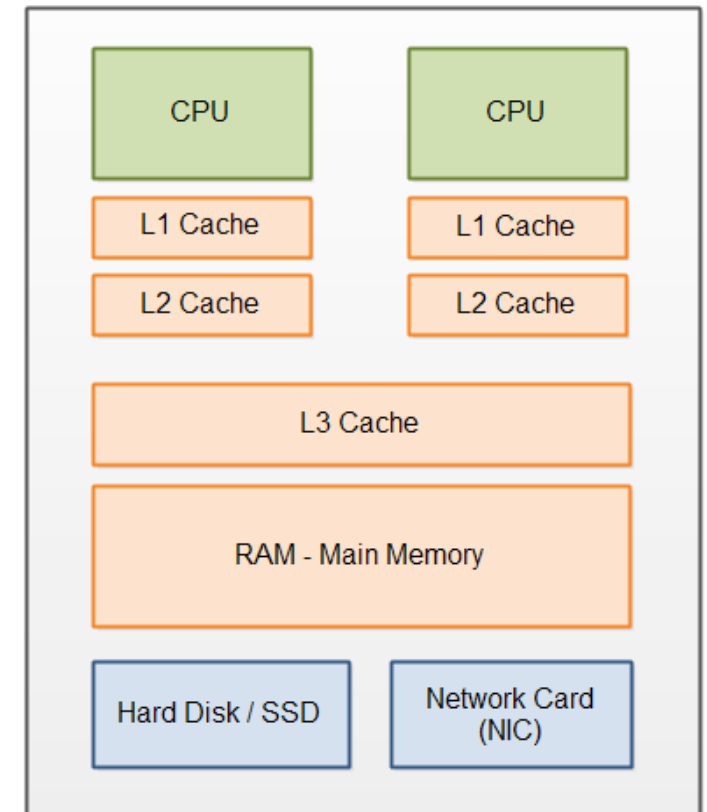 CPU
CPU
L1 Cache
L1 Cache
L2 Cache
L2 Cache
L3 Cache
RAM - Main Memory
Hard Disk / SSD
Network Card
(NIC)